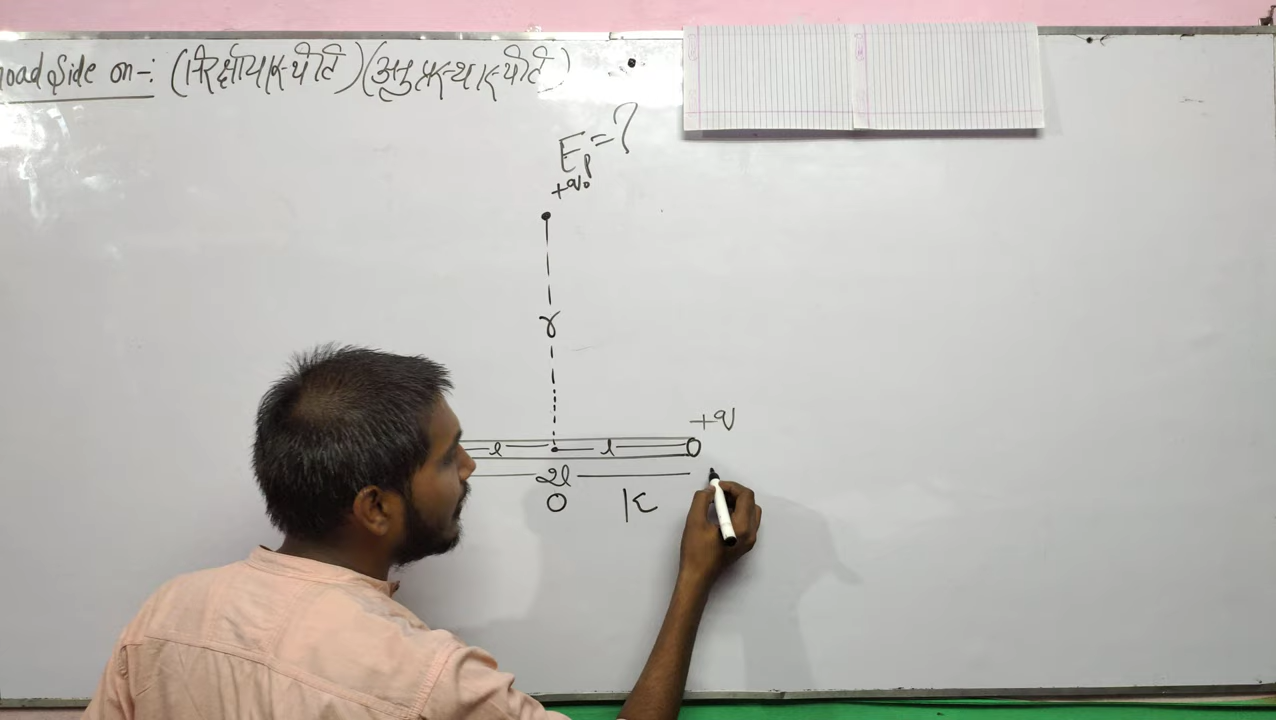 oad Side on-: (निरक्षीय स्थिति) (अनुप्रस्थ स्थिति)
Ep=?
+q₀
r
+q
l l
2l
O K